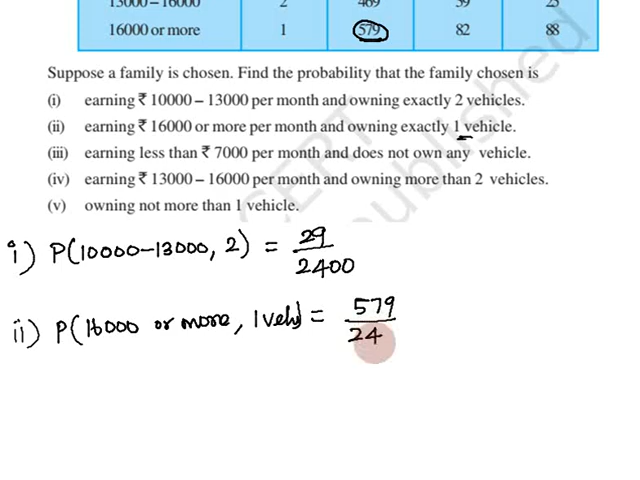 13000 – 16000 2 469 59 25
16000 or more 1 579 82 88
Suppose a family is chosen. Find the probability that the family chosen is
(i) earning ₹ 10000 – 13000 per month and owning exactly 2 vehicles.
(ii) earning ₹ 16000 or more per month and owning exactly 1 vehicle.
(iii) earning less than ₹ 7000 per month and does not own any vehicle.
(iv) earning ₹ 13000 – 16000 per month and owning more than 2 vehicles.
(v) owning not more than 1 vehicle.
i) P(10000-13000, 2) = 29/2400
ii) P(16000 or more, 1 veh) = 579/24